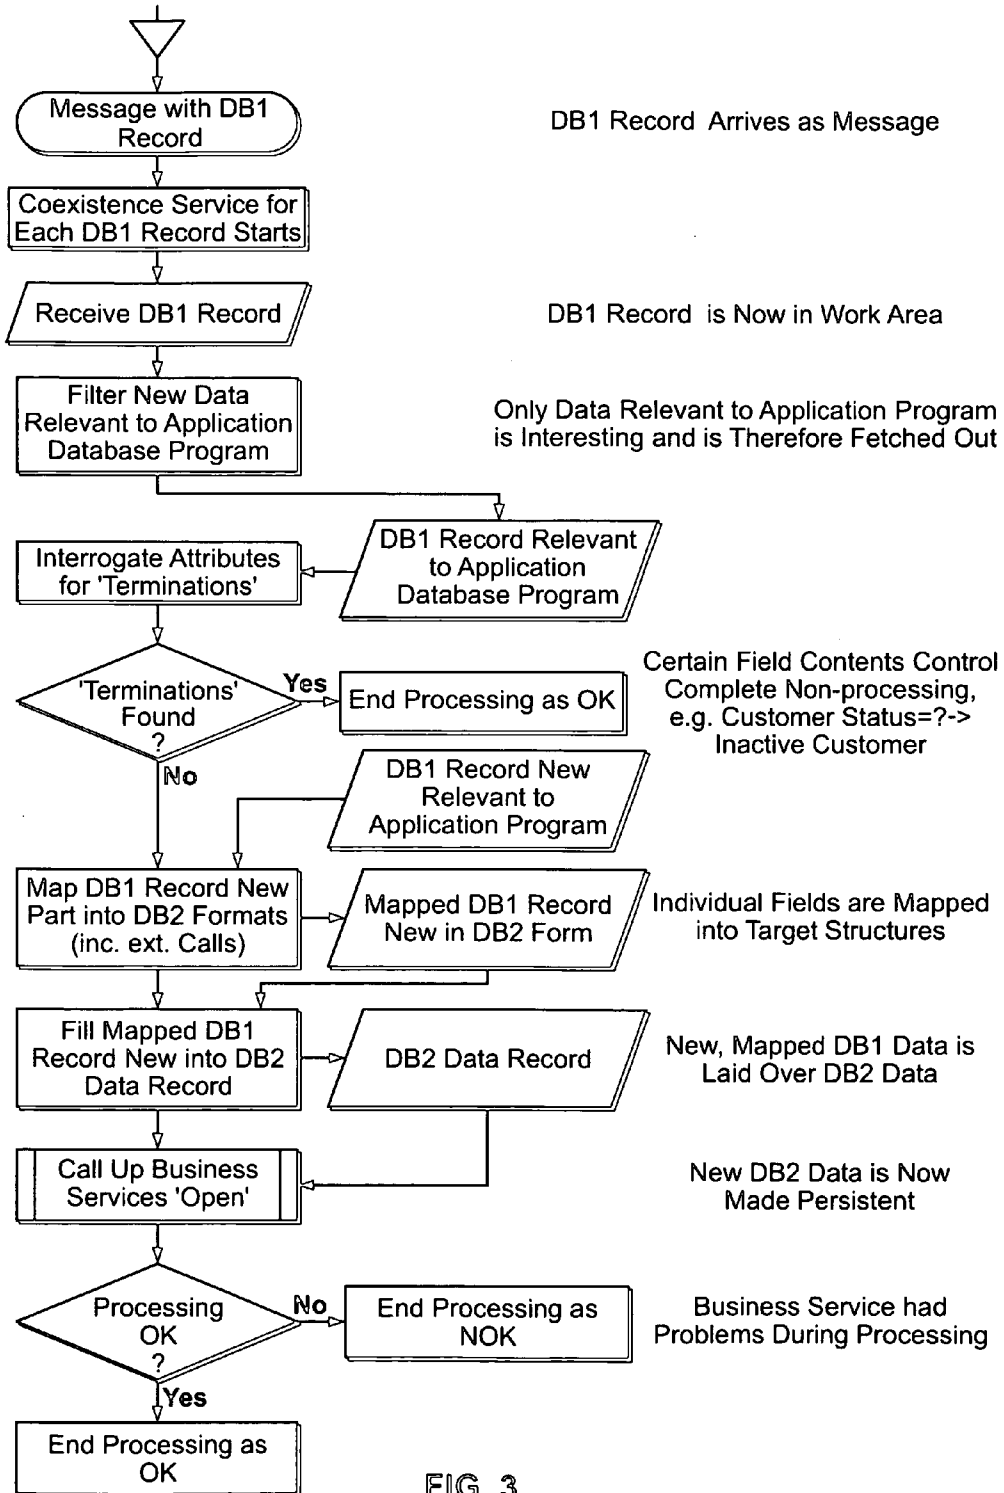 Message with DB1
Record
DB1 Record Arrives as Message
Coexistence Service for
Each DB1 Record Starts
Receive DB1 Record
DB1 Record is Now in Work Area
Filter New Data
Relevant to Application
Database Program
Only Data Relevant to Application Program
is Interesting and is Therefore Fetched Out
DB1 Record Relevant
to Application
Database Program
Interrogate Attributes
for 'Terminations'
'Terminations'
Found
?
Yes
End Processing as OK
Certain Field Contents Control
Complete Non-processing,
e.g. Customer Status=?->
Inactive Customer
No
DB1 Record New
Relevant to
Application Program
Map DB1 Record New
Part into DB2 Formats
(inc. ext. Calls)
Mapped DB1 Record
New in DB2 Form
Individual Fields are Mapped
into Target Structures
Fill Mapped DB1
Record New into DB2
Data Record
DB2 Data Record
New, Mapped DB1 Data is
Laid Over DB2 Data
Call Up Business
Services 'Open'
New DB2 Data is Now
Made Persistent
Processing
OK
?
No
End Processing as
NOK
Business Service had
Problems During Processing
Yes
End Processing as
OK
FIG. 3